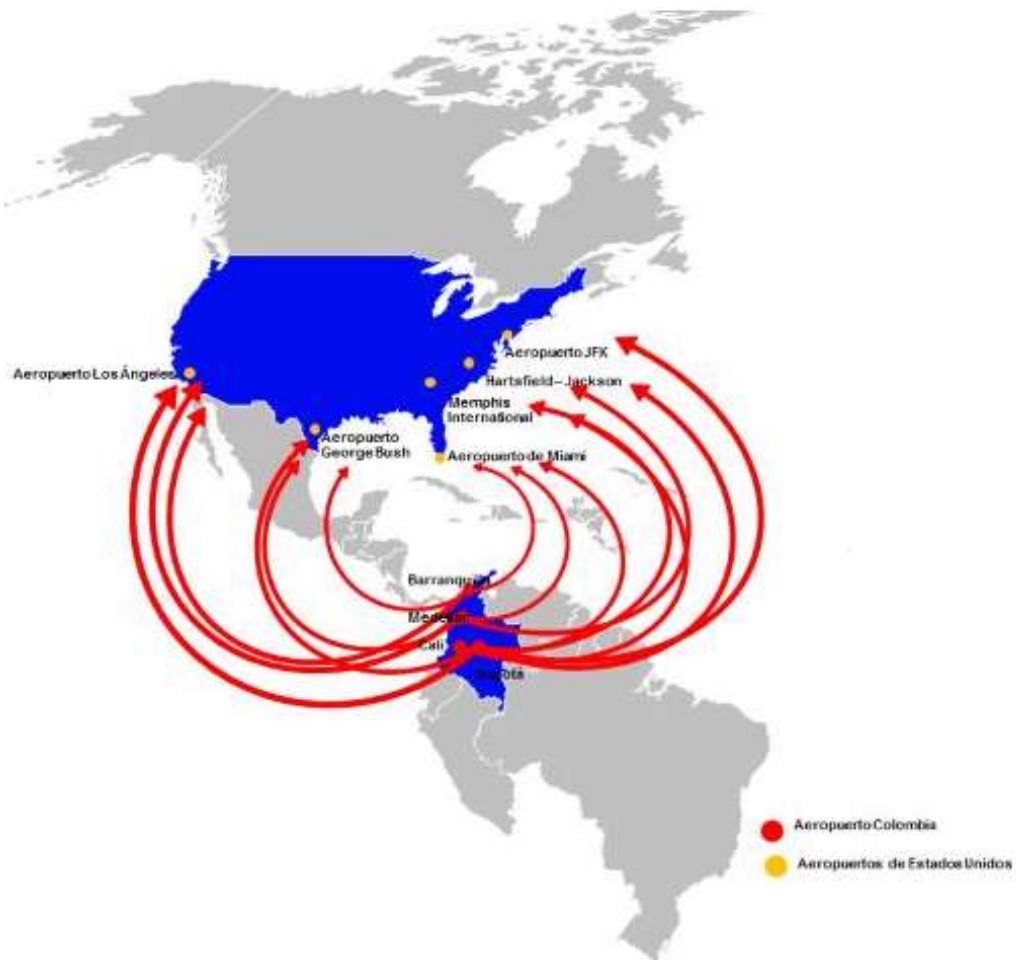 Aeropuerto JFK
Aeropuerto Los Ángeles
Hartsfield – Jackson
Memphis
International
Aeropuerto
George Bush
Aeropuerto de Miami
Barranquilla
Medellín
Cali
Bogotá
Aeropuerto Colombia
Aeropuertos de Estados Unidos